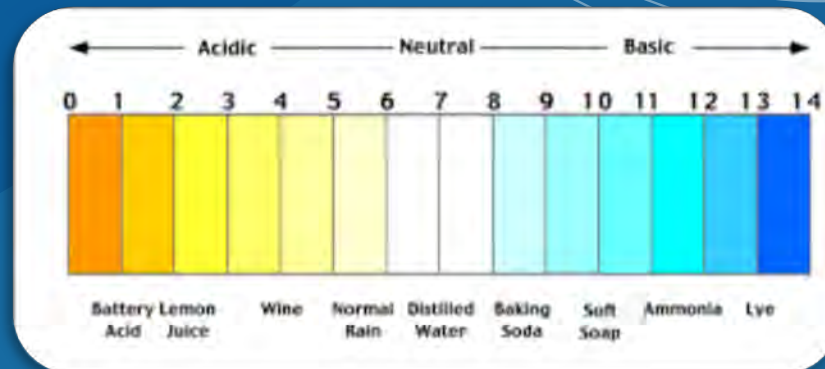 Acidic Neutral Basic
0 1 2 3 4 5 6 7 8 9 10 11 12 13 14
Battery Acid Lemon Juice Wine Normal Rain Distilled Water Baking Soda Soft Soap Ammonia Lye